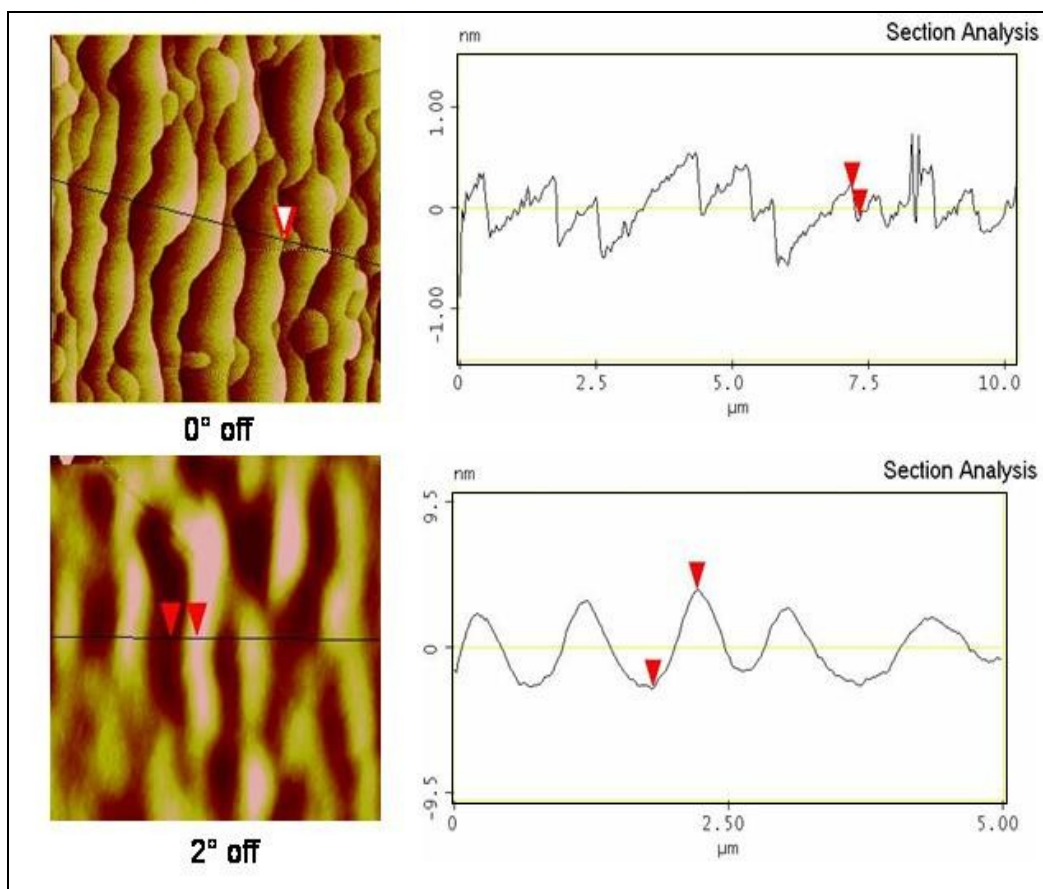 Section Analysis
nm
1.00
0
-1.00
0 2.5 5.0 7.5 10.0
µm
0° off
Section Analysis
nm
9.5
0
-9.5
0 2.50 5.00
µm
2° off